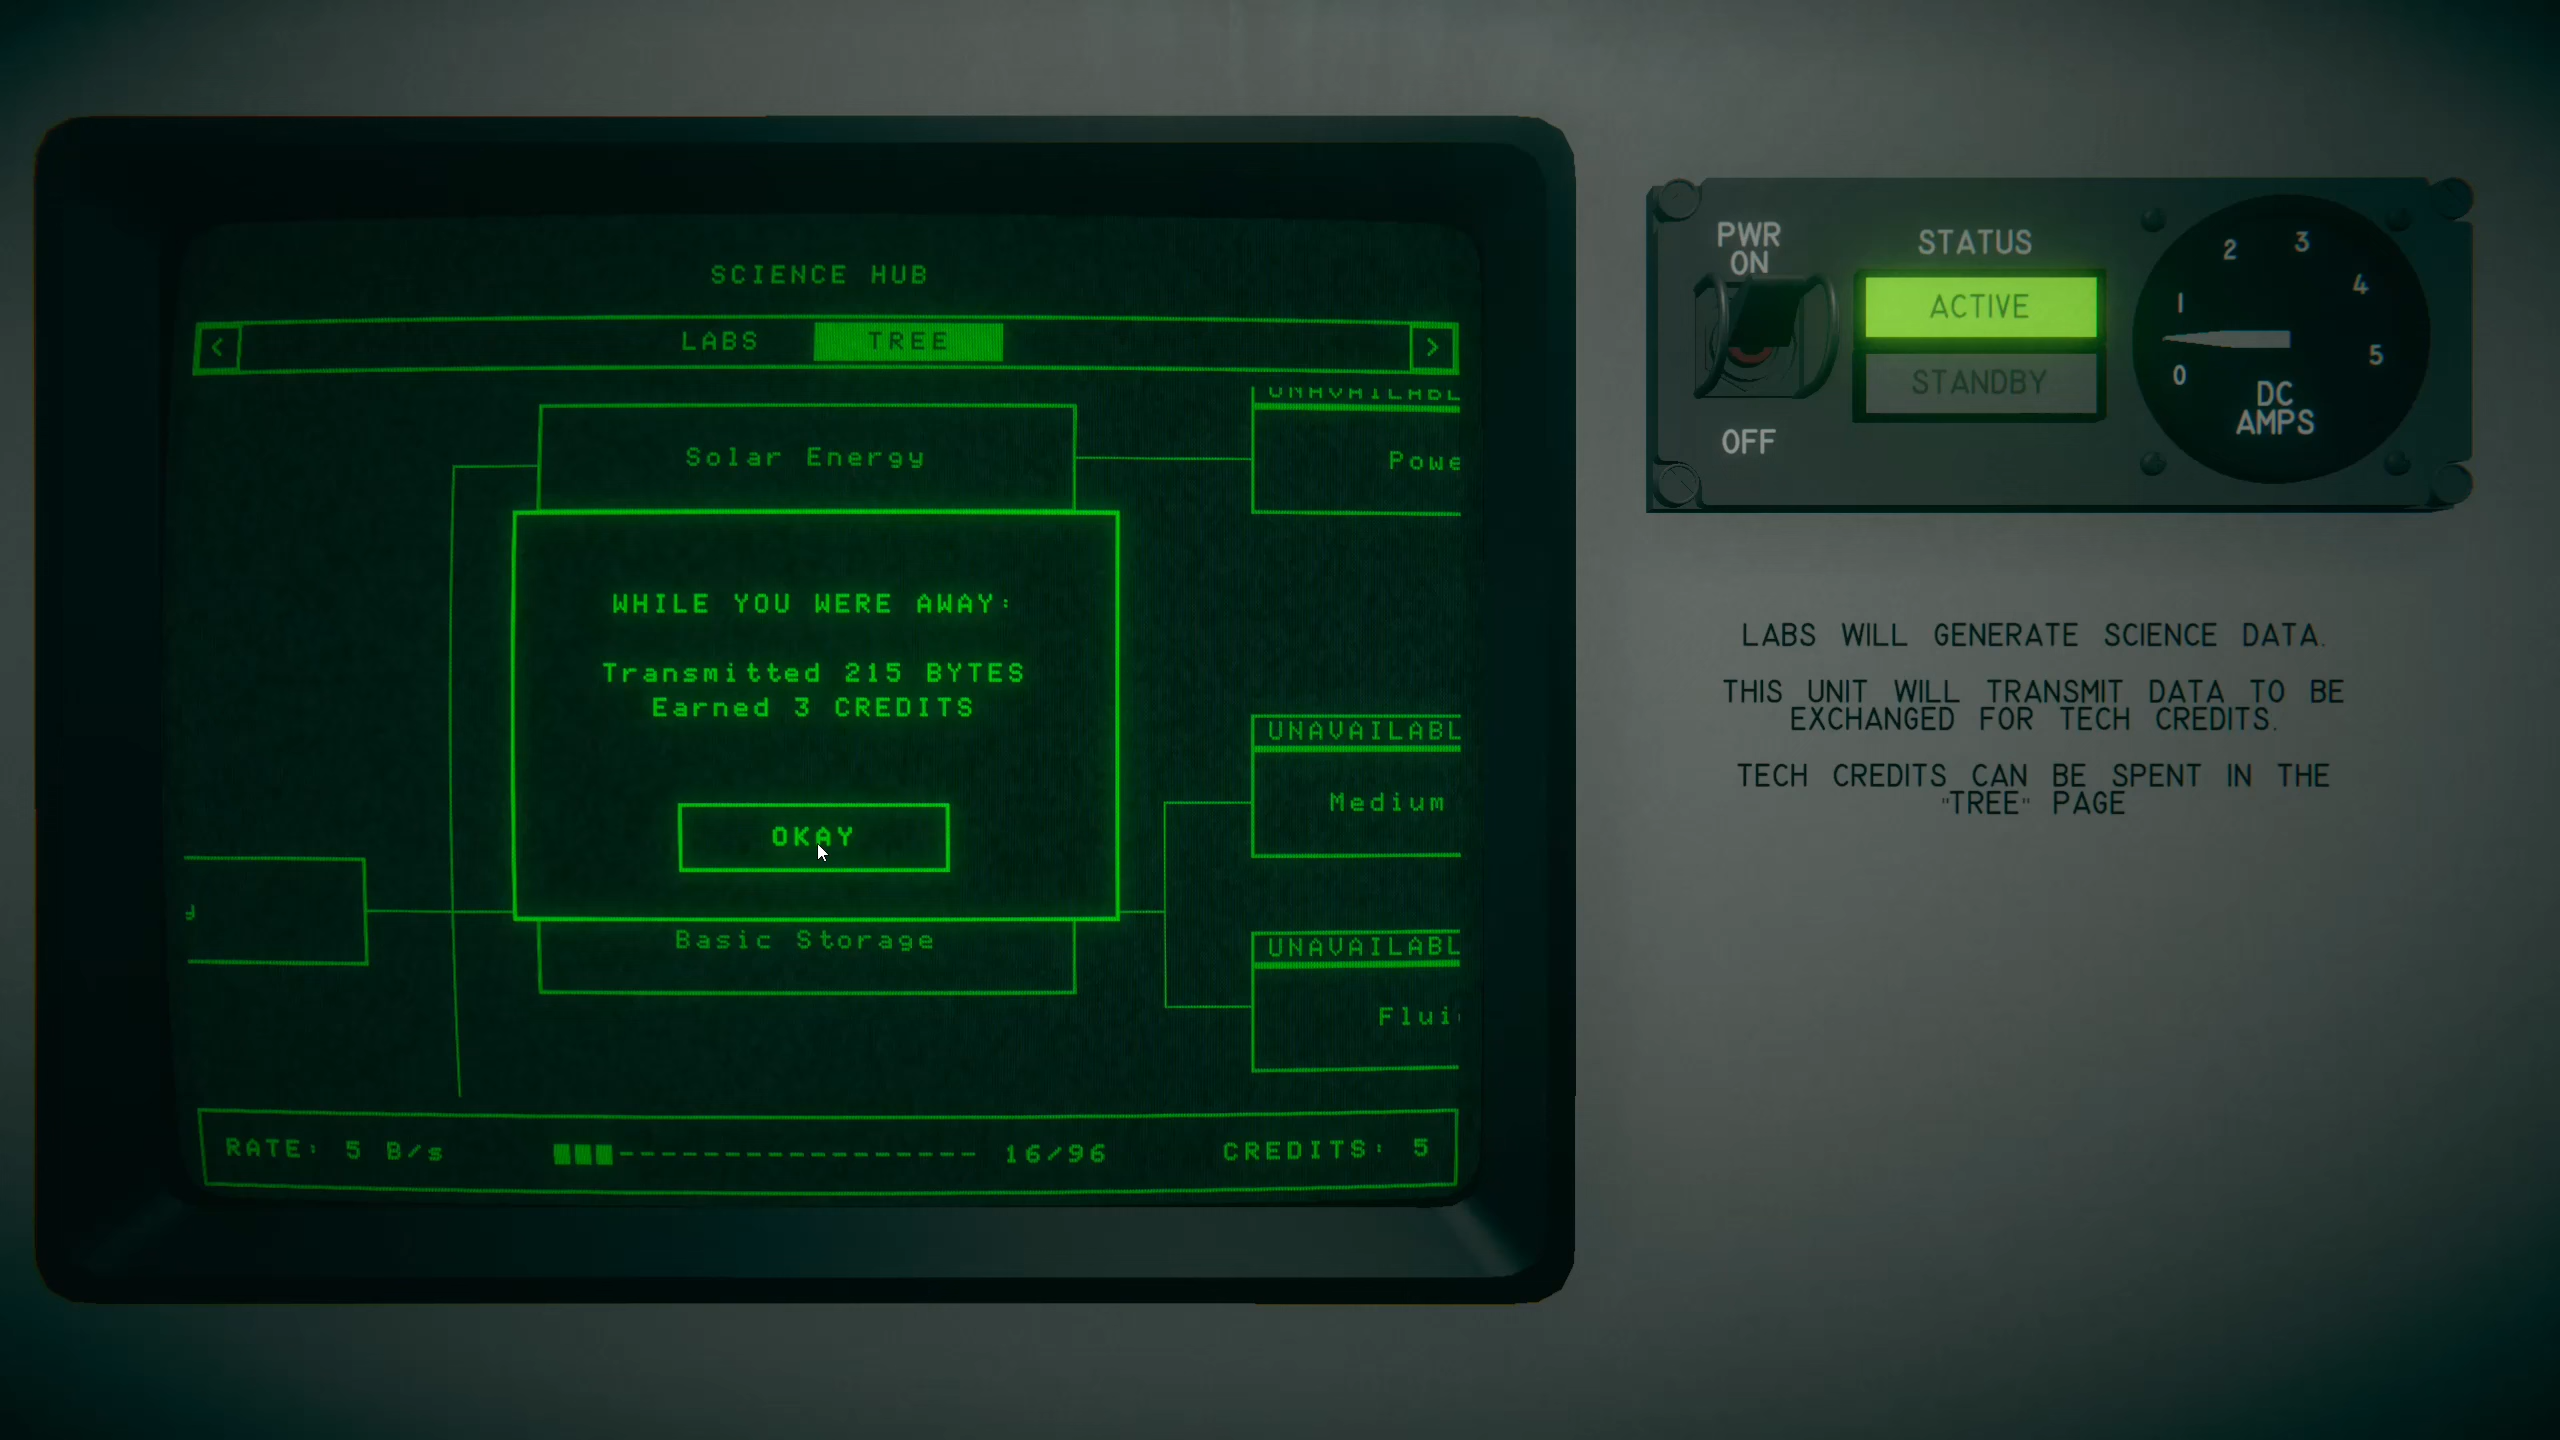 SCIENCE HUB
< LABS TREE >
Solar Energy
WHILE YOU WERE AWAY:
Transmitted 215 BYTES
Earned 3 CREDITS
OKAY
Basic Storage
UNAVAILABL
Powe
UNAVAILABL
Medium
UNAVAILABL
Flui
RATE: 5 B/s 16/96 CREDITS: 5
PWR
ON
OFF
STATUS
ACTIVE
STANDBY
0 1 2 3 4 5
DC
AMPS
LABS WILL GENERATE SCIENCE DATA.
THIS UNIT WILL TRANSMIT DATA TO BE
EXCHANGED FOR TECH CREDITS.
TECH CREDITS CAN BE SPENT IN THE
"TREE" PAGE